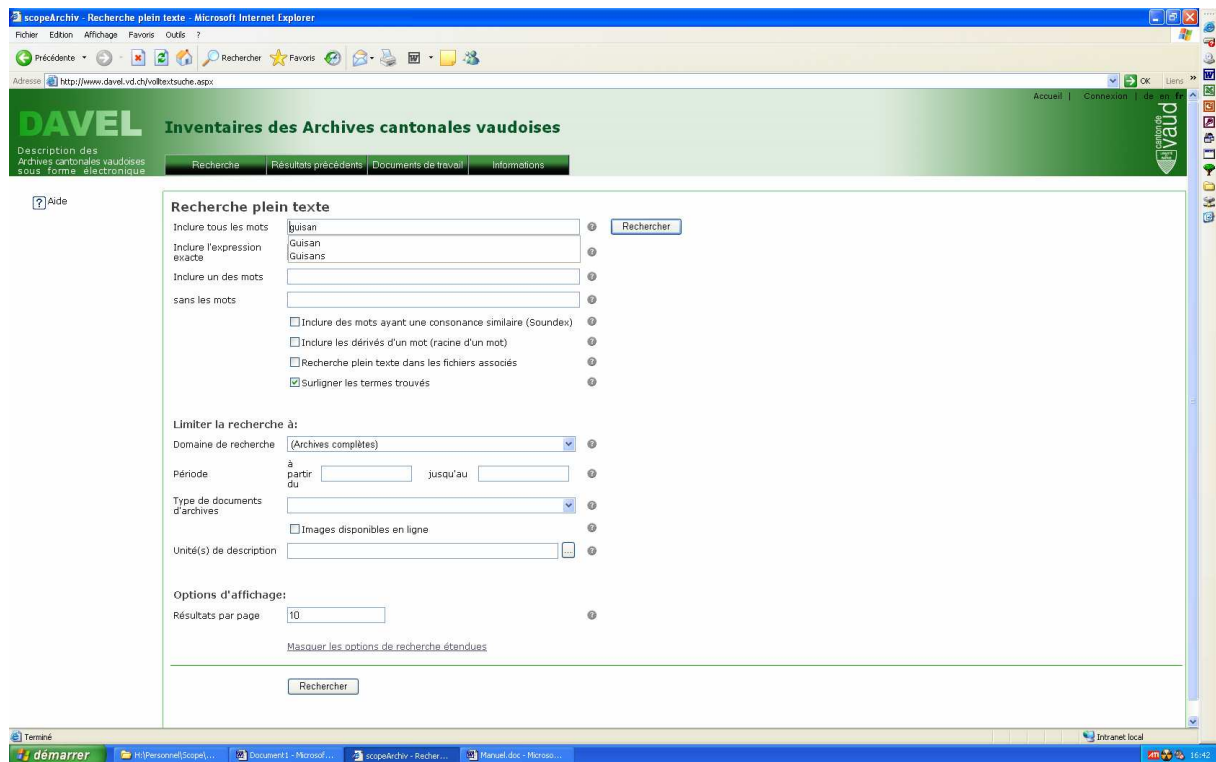 scopeArchiv - Recherche plein texte - Microsoft Internet Explorer
Fichier Edition Affichage Favoris Outils ?
Précédente Rechercher Favoris
Adresse http://www.davel.vd.ch/volltextsuche.aspx OK Liens »
Accueil | Connexion | de en fr
DAVEL Inventaires des Archives cantonales vaudoises
canton de vaud
Description des
Archives cantonales vaudoises
sous forme électronique
Recherche Résultats précédents Documents de travail Informations
? Aide
Recherche plein texte
Inclure tous les mots guisan ? Rechercher
Guisan
Guisans
Inclure l'expression
exacte ?
Inclure un des mots ?
sans les mots ?
Inclure des mots ayant une consonance similaire (Soundex) ?
Inclure les dérivés d'un mot (racine d'un mot) ?
Recherche plein texte dans les fichiers associés ?
Surligner les termes trouvés ?
Limiter la recherche à:
Domaine de recherche (Archives complètes) ?
Période à partir du jusqu'au ?
Type de documents
d'archives ?
Images disponibles en ligne ?
Unité(s) de description ... ?
Options d'affichage:
Résultats par page 10 ?
Masquer les options de recherche étendues
Rechercher
Terminé Intranet local
démarrer H:\Personnel\Scope\... Document1 - Microsof... scopeArchiv - Recher... Manuel.doc - Microso... 16:42